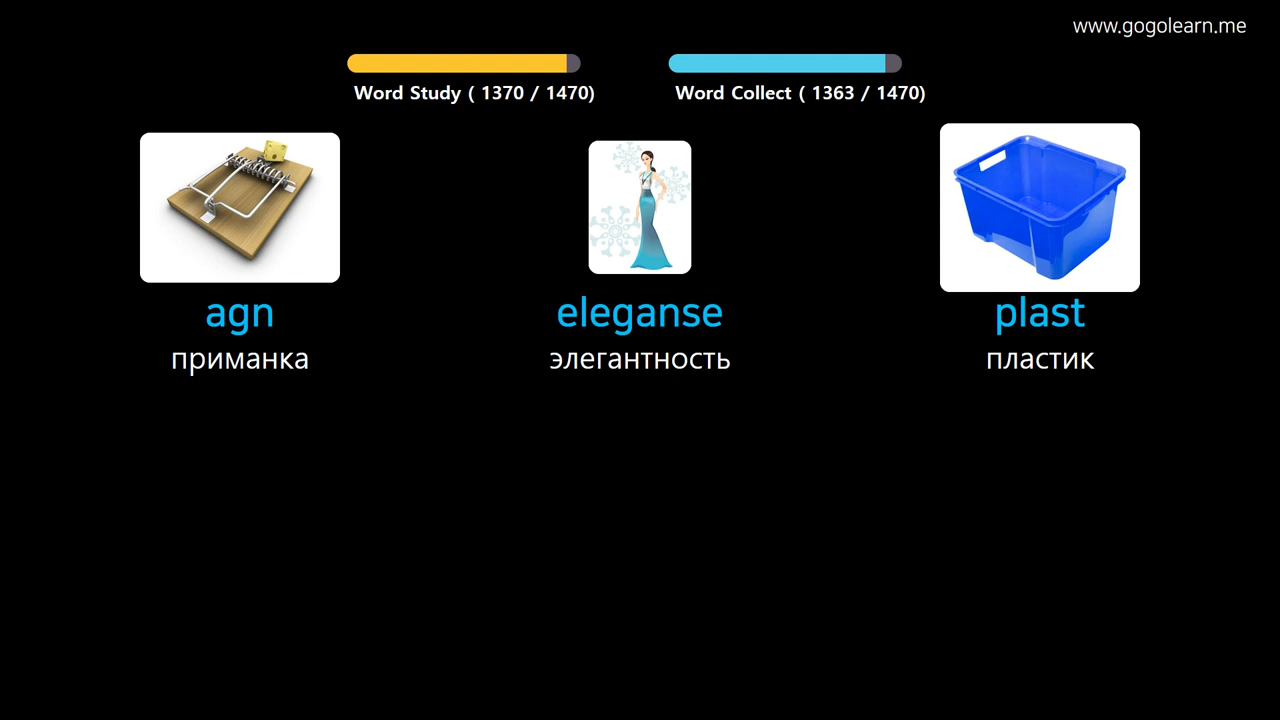 www.gogolearn.me
Word Study ( 1370 / 1470)
Word Collect ( 1363 / 1470)
agn
eleganse
plast
приманка
элегантность
пластик